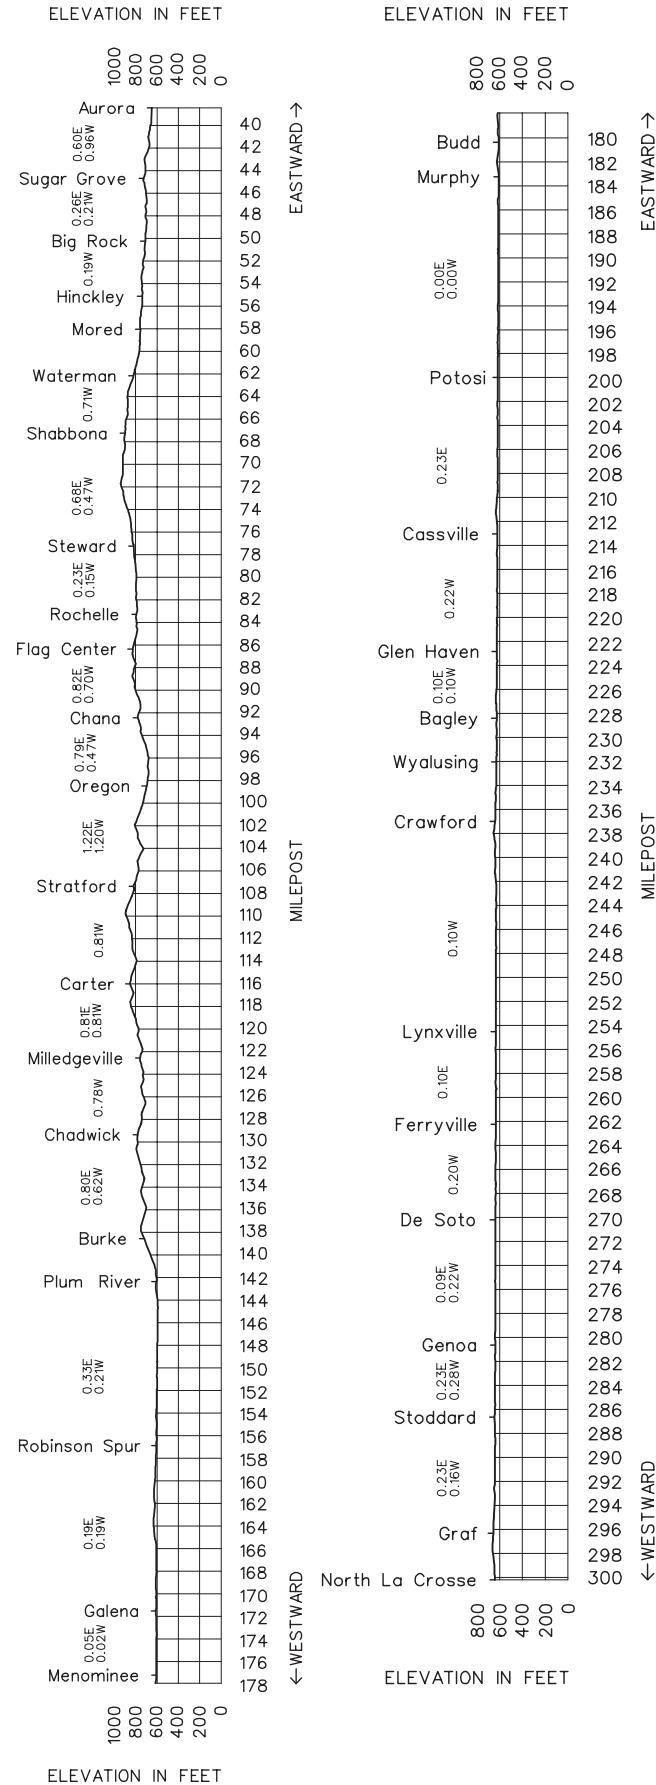 ELEVATION IN FEET
1000 800 600 400 200 0
EASTWARD →
Aurora
40
0.60E
0.96W
42
44
Sugar Grove
46
0.26E
0.21W
48
Big Rock 50
52
0.19W
54
Hinckley
56
Mored 58
60
Waterman 62
64
0.71W
66
Shabbona
68
70
72
0.68E
0.47W
74
76
Steward
78
80
0.23E
0.15W
82
Rochelle
84
Flag Center 86
88
0.82E
0.70W
90
92
Chana
94
0.79E
0.47W
96
98
Oregon
100
102
1.22E
1.20W
104
106
Stratford
108
110
0.81W
112
114
Carter 116
118
0.81E
0.81W
120
122
Milledgeville
124
0.78W
126
128
Chadwick
130
132
0.80E
0.62W
134
136
138
Burke
140
Plum River 142
144
146
148
0.33E
0.21W
150
152
154
156
Robinson Spur
158
160
162
0.19E
0.19W
164
166
168
170
Galena
172
0.05E
0.02W
174
176
Menominee
178
MILEPOST
← WESTWARD
1000 800 600 400 200 0
ELEVATION IN FEET
ELEVATION IN FEET
800 600 400 200 0
EASTWARD →
Budd 180
182
Murphy
184
186
188
190
0.00E
0.00W
192
194
196
198
Potosi 200
202
204
206
0.23E
208
210
212
Cassville
214
216
0.22W
218
220
222
Glen Haven
224
0.10E
0.10W
226
Bagley 228
230
Wyalusing 232
234
236
Crawford
238
240
242
244
0.10W
246
248
250
252
Lynxville 254
256
0.10E
258
260
Ferryville 262
264
0.20W
266
268
De Soto 270
272
274
0.09E
0.22W
276
278
280
Genoa
282
0.23E
0.28W
284
286
Stoddard
288
290
0.23E
0.16W
292
294
Graf 296
298
North La Crosse 300
MILEPOST
← WESTWARD
800 600 400 200 0
ELEVATION IN FEET